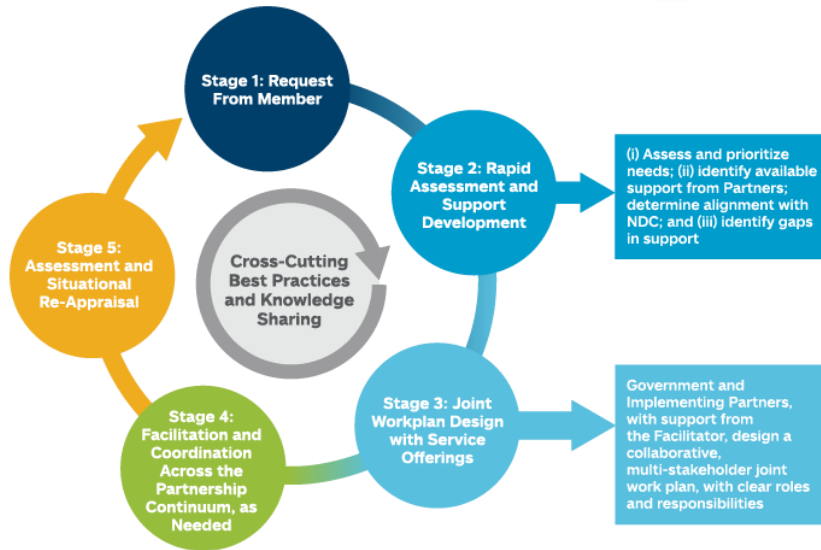 Stage 1: Request
From Member
Stage 2: Rapid
Assessment and
Support
Development
(i) Assess and prioritize
needs; (ii) identify available
support from Partners;
determine alignment with
NDC; and (iii) identify gaps
in support
Stage 3: Joint
Workplan Design
with Service
Offerings
Government and
Implementing Partners,
with support from
the Facilitator, design a
collaborative,
multi-stakeholder joint
work plan, with clear roles
and responsibilities
Stage 4:
Facilitation and
Coordination
Across the
Partnership
Continuum, as
Needed
Stage 5:
Assessment and
Situational
Re-Appraisal
Cross-Cutting
Best Practices
and Knowledge
Sharing